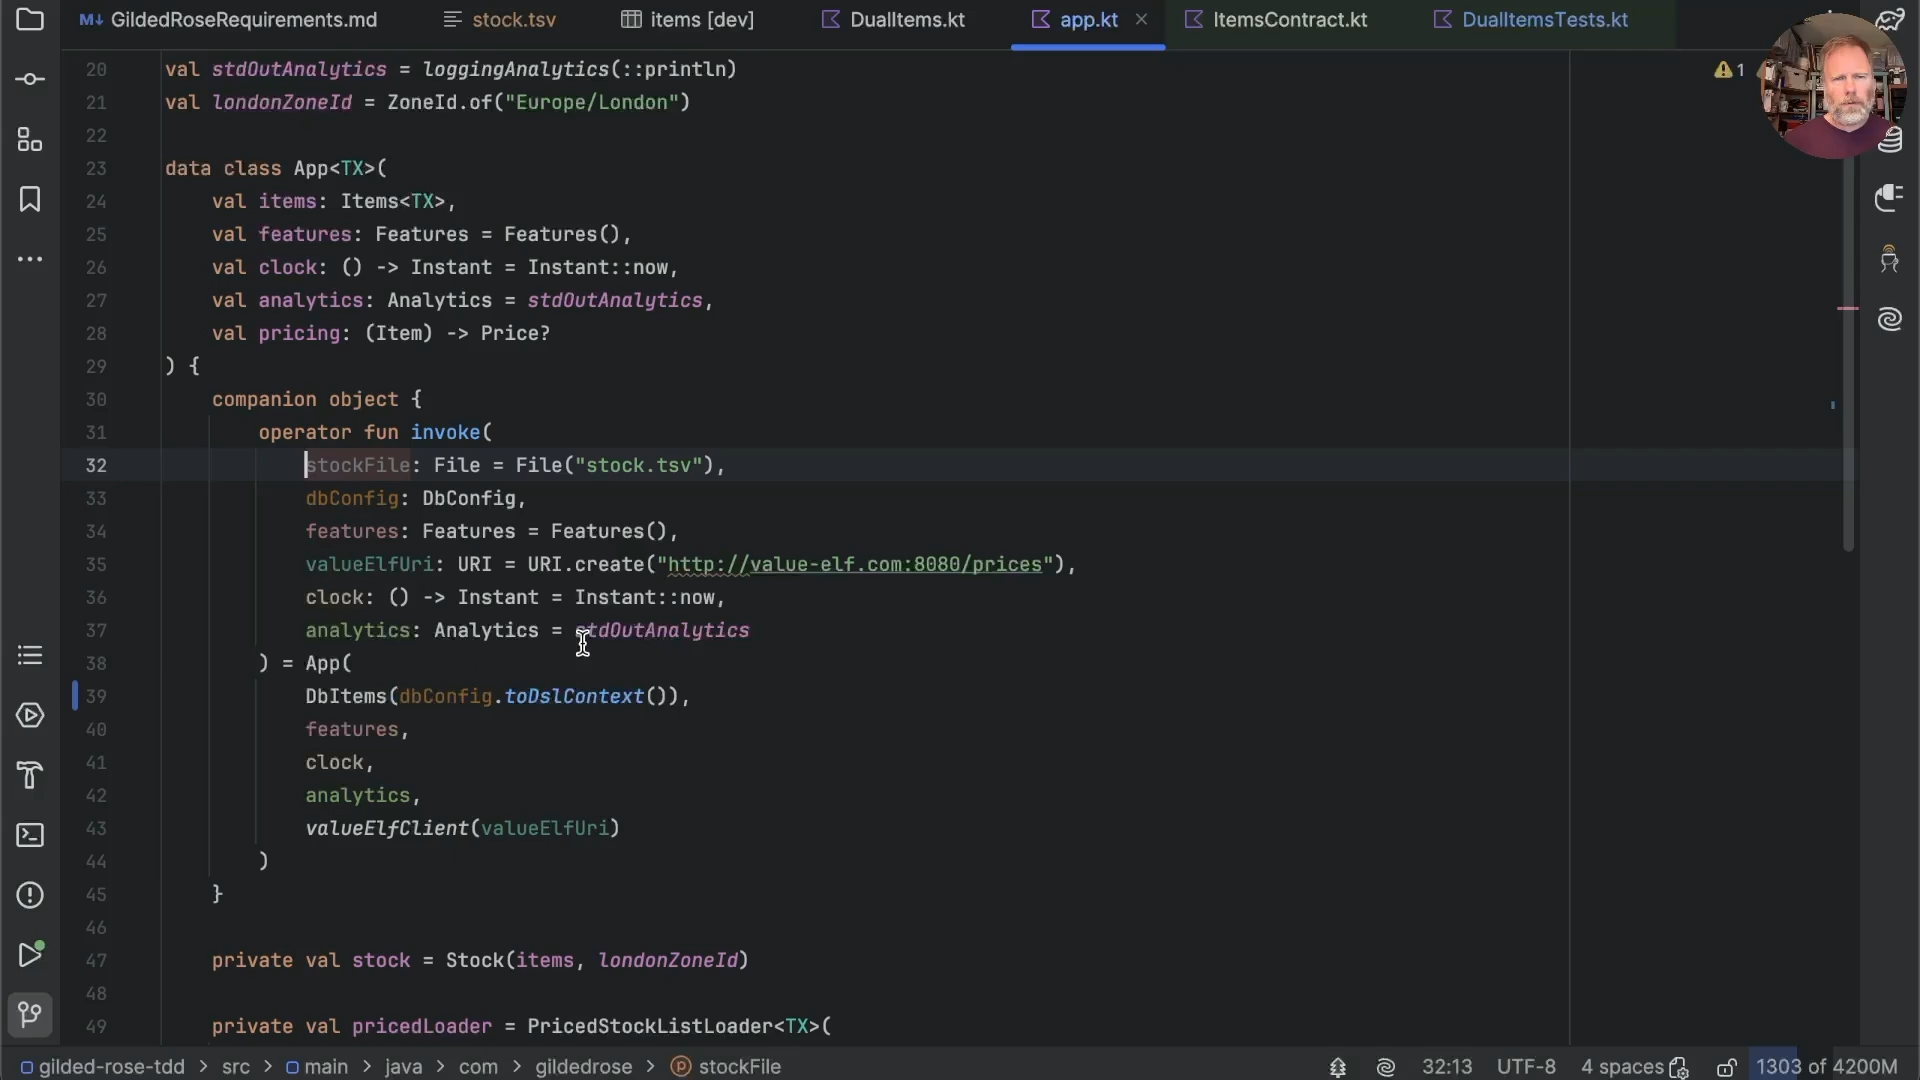 GildedRoseRequirements.md
stock.tsv
items [dev]
DualItems.kt
app.kt
ItemsContract.kt
DualItemsTests.kt
20 val stdOutAnalytics = loggingAnalytics(::println)
1
21 val londonZoneId = ZoneId.of("Europe/London")
22
23 data class App<TX>(
24 val items: Items<TX>,
25 val features: Features = Features(),
26 val clock: () -> Instant = Instant::now,
27 val analytics: Analytics = stdOutAnalytics,
28 val pricing: (Item) -> Price?
29 ) {
30 companion object {
31 operator fun invoke(
32 stockFile: File = File("stock.tsv"),
33 dbConfig: DbConfig,
34 features: Features = Features(),
35 valueElfUri: URI = URI.create("http://value-elf.com:8080/prices"),
36 clock: () -> Instant = Instant::now,
37 analytics: Analytics = stdOutAnalytics
38 ) = App(
39 DbItems(dbConfig.toDslContext()),
40 features,
41 clock,
42 analytics,
43 valueElfClient(valueElfUri)
44 )
45 }
46
47 private val stock = Stock(items, londonZoneId)
48
49 private val pricedLoader = PricedStockListLoader<TX>(
gilded-rose-tdd > src > main > java > com > gildedrose > stockFile
32:13 UTF-8 4 spaces 1303 of 4200M